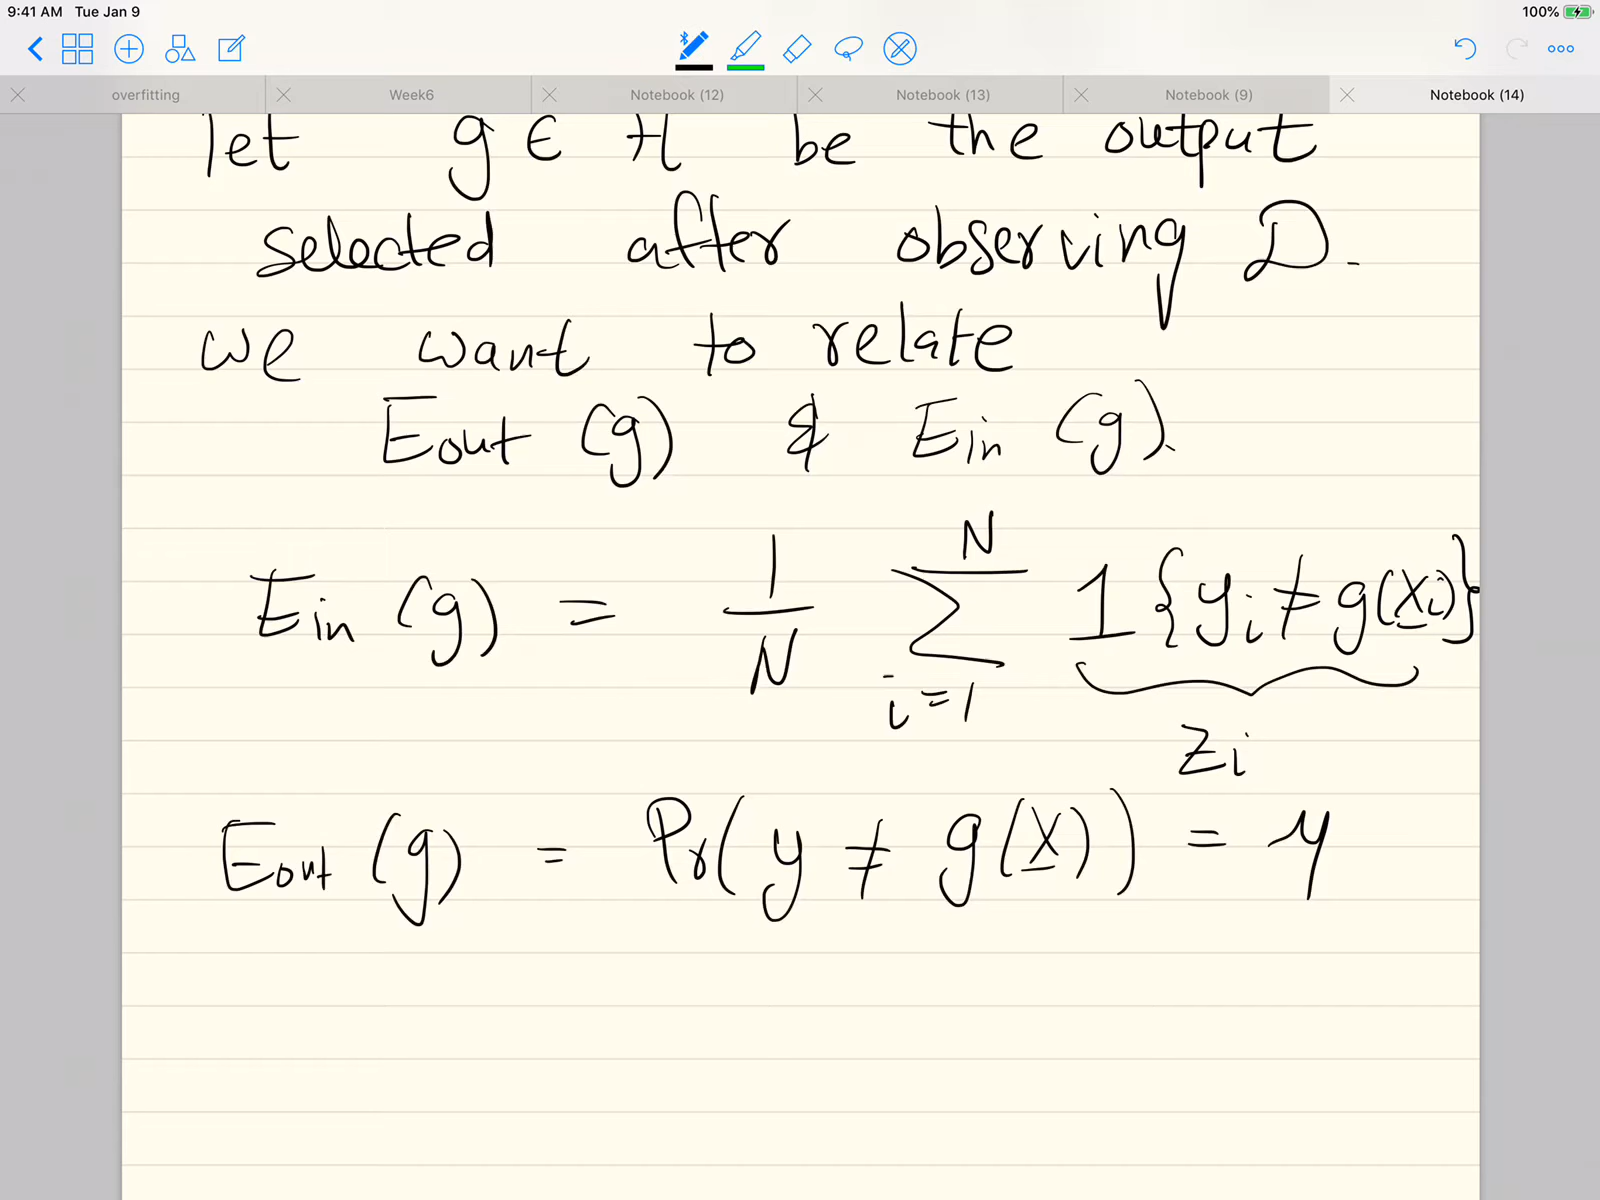 9:41 AM Tue Jan 9 100%
overfitting Week6 Notebook (12) Notebook (13) Notebook (9) Notebook (14)
let g ∈ H be the output
selected after observing D.
we want to relate
Eout (g) & Ein (g).
Ein (g) = 1/N ∑_{i=1}^{N} 1{yi ≠ g(xi)}
zi
Eout (g) = Pr(y ≠ g(x)) = μ